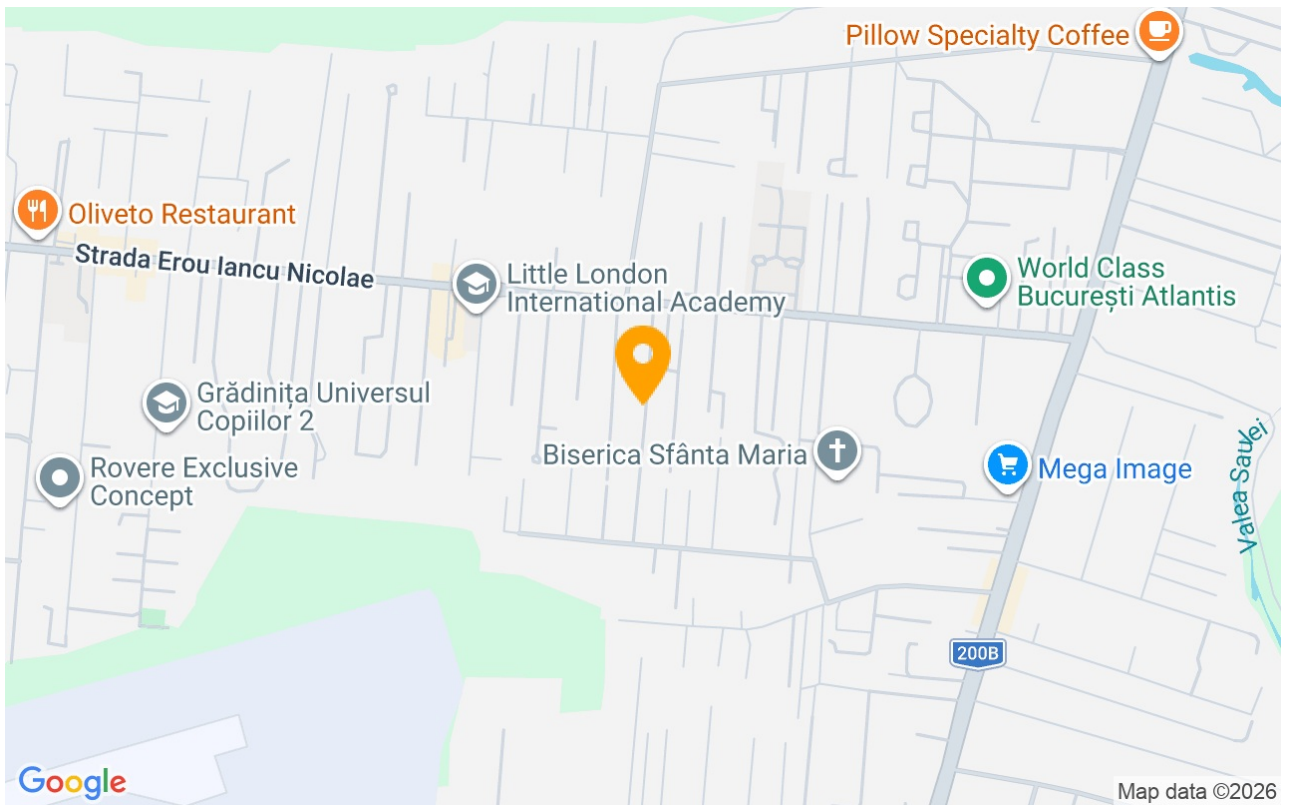 Pillow Specialty Coffee
Oliveto Restaurant
Strada Erou Iancu Nicolae
Little London
International Academy
World Class
București Atlantis
Grădinița Universul
Copiilor 2
Biserica Sfânta Maria
Rovere Exclusive
Concept
Mega Image
Valea Saulei
200B
Google
Map data ©2026